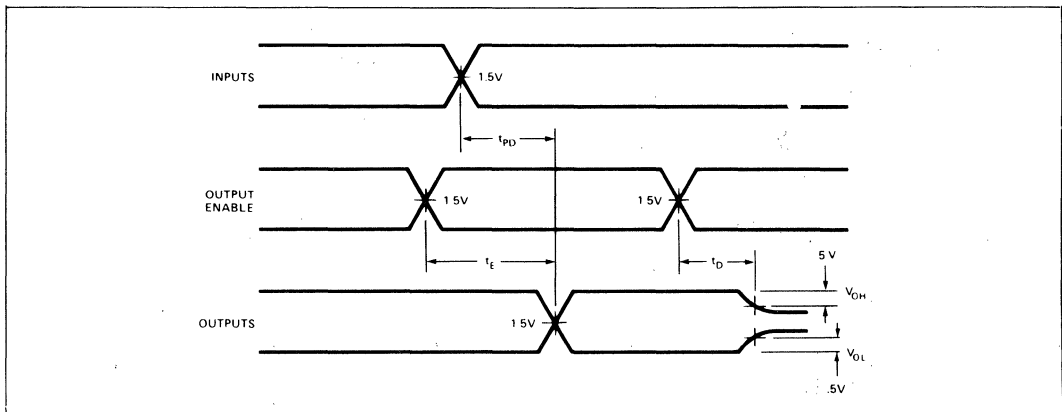 INPUTS
1.5V
tPD
OUTPUT
ENABLE
1 5V
1 5V
tE
tD
5 V
VOH
OUTPUTS
1 5V
VOL
.5V